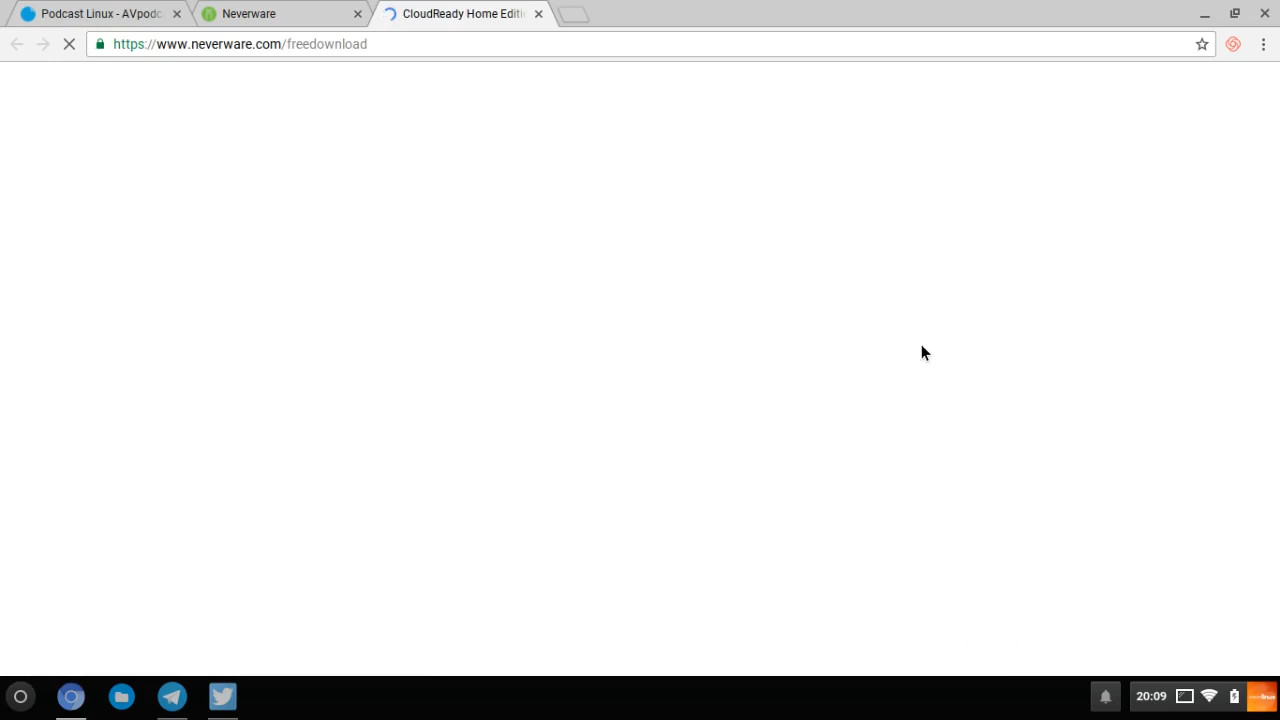 Podcast Linux - AVpodc
Neverware
CloudReady Home Editi
https://www.neverware.com/freedownload
20:09